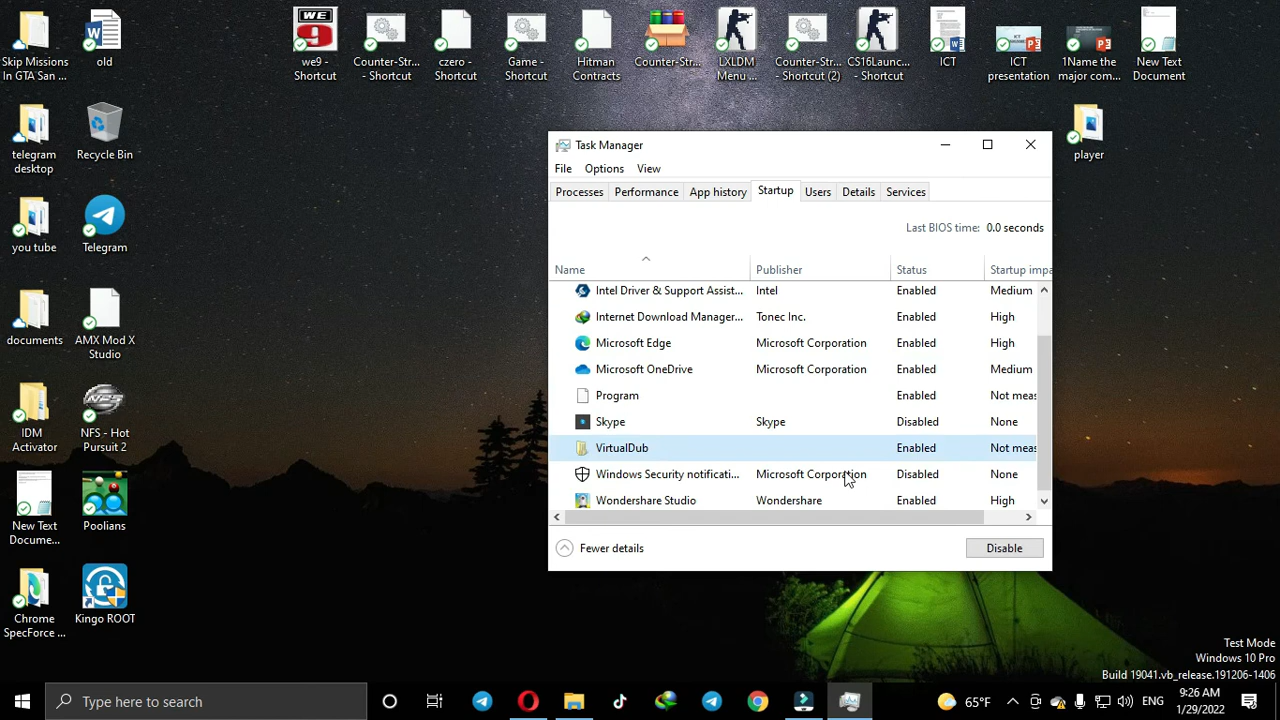 Skip Missions
In GTA San ...
old
we9 -
Shortcut
Counter-Str...
- Shortcut
czero -
Shortcut
Game -
Shortcut
Hitman
Contracts
Counter-Str...
LXLDM
Menu ...
Counter-Str...
- Shortcut (2)
CS16Launc...
- Shortcut
ICT
ICT
presentation
1Name the
major com...
New Text
Document
telegram
desktop
Recycle Bin
player
you tube
Telegram
documents
AMX Mod X
Studio
IDM
Activator
NFS - Hot
Pursuit 2
New Text
Docume...
Poolians
Chrome
SpecForce ...
Kingo ROOT
Task Manager
File Options View
Processes Performance App history Startup Users Details Services
Last BIOS time: 0.0 seconds
Name Publisher Status Startup impa
Intel Driver & Support Assist... Intel Enabled Medium
Internet Download Manager... Tonec Inc. Enabled High
Microsoft Edge Microsoft Corporation Enabled High
Microsoft OneDrive Microsoft Corporation Enabled Medium
Program Enabled Not meas
Skype Skype Disabled None
VirtualDub Enabled Not meas
Windows Security notificati... Microsoft Corporation Disabled None
Wondershare Studio Wondershare Enabled High
Fewer details Disable
Test Mode
Windows 10 Pro
Build 19041.vb_release.191206-1406
Type here to search
65°F
ENG
9:26 AM
1/29/2022